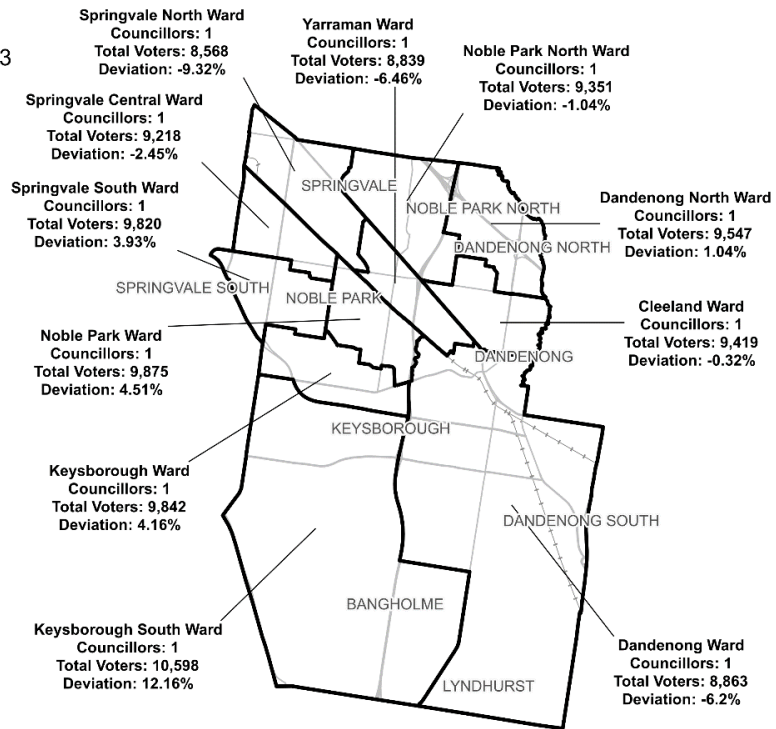 3
Springvale North Ward
Councillors: 1
Total Voters: 8,568
Deviation: -9.32%
Yarraman Ward
Councillors: 1
Total Voters: 8,839
Deviation: -6.46%
Noble Park North Ward
Councillors: 1
Total Voters: 9,351
Deviation: -1.04%
Springvale Central Ward
Councillors: 1
Total Voters: 9,218
Deviation: -2.45%
Springvale South Ward
Councillors: 1
Total Voters: 9,820
Deviation: 3.93%
Dandenong North Ward
Councillors: 1
Total Voters: 9,547
Deviation: 1.04%
SPRINGVALE
NOBLE PARK NORTH
DANDENONG NORTH
SPRINGVALE SOUTH
NOBLE PARK
Cleeland Ward
Councillors: 1
Total Voters: 9,419
Deviation: -0.32%
Noble Park Ward
Councillors: 1
Total Voters: 9,875
Deviation: 4.51%
DANDENONG
KEYSBOROUGH
Keysborough Ward
Councillors: 1
Total Voters: 9,842
Deviation: 4.16%
DANDENONG SOUTH
BANGHOLME
Keysborough South Ward
Councillors: 1
Total Voters: 10,598
Deviation: 12.16%
Dandenong Ward
Councillors: 1
Total Voters: 8,863
Deviation: -6.2%
LYNDHURST